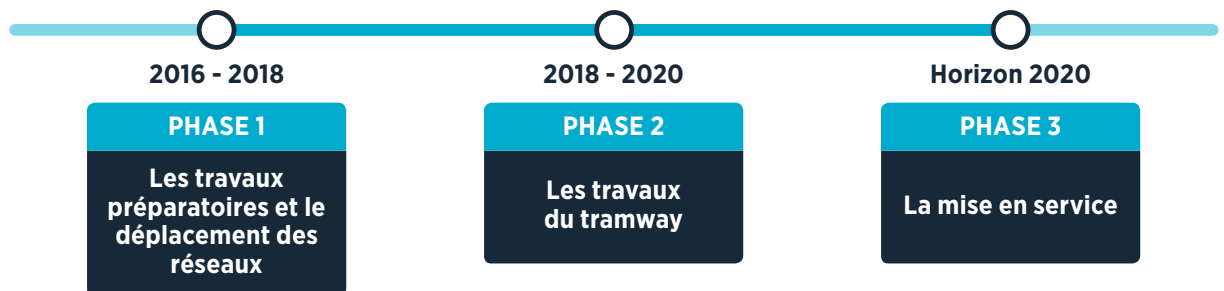 2016 - 2018
PHASE 1
Les travaux
préparatoires et le
déplacement des
réseaux
2018 - 2020
PHASE 2
Les travaux
du tramway
Horizon 2020
PHASE 3
La mise en service